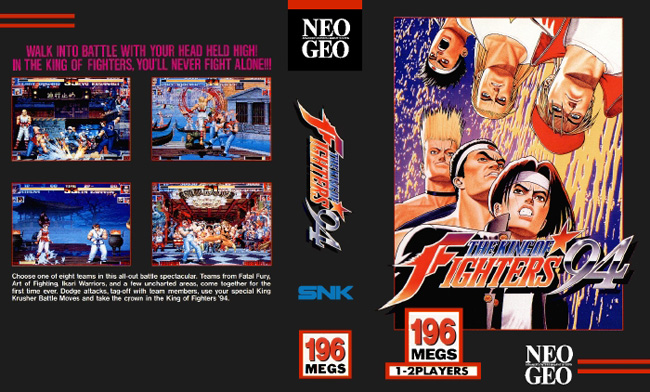 WALK INTO BATTLE WITH YOUR HEAD HELD HIGH!
IN THE KING OF FIGHTERS, YOU'LL NEVER FIGHT ALONE!!!
Choose one of eight teams in this all-out battle spectacular. Teams from Fatal Fury,
Art of Fighting, Ikari Warriors, and a few uncharted areas, come together for the
first time ever. Dodge attacks, tag-off with team members, use your special King
Krusher Battle Moves and take the crown in the King of Fighters '94.
NEO
GEO
THE KING OF
FIGHTERS '94
SNK
196
MEGS
THE KING OF
FIGHTERS '94
196
MEGS
1-2PLAYERS
NEO
GEO